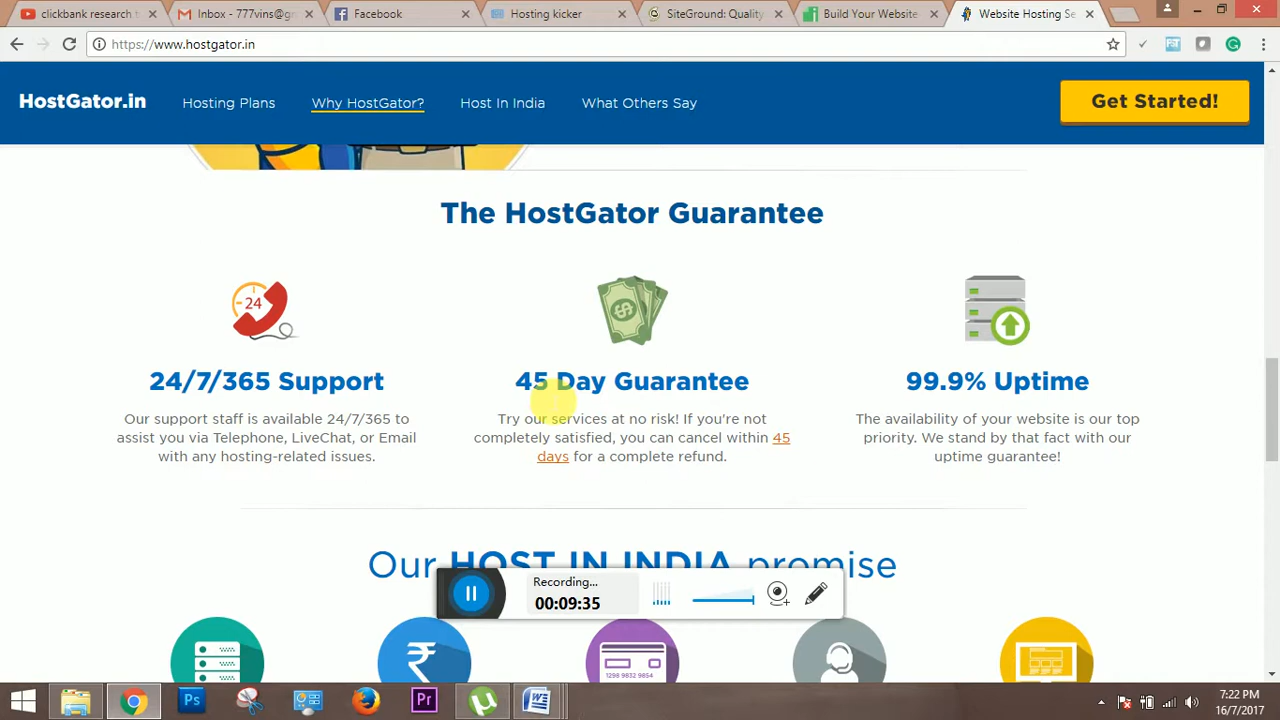 clickbank research t
Inbox - 777vins@gm
Facebook
Hosting kicker
SiteGround: Quality
Build Your Website
Website Hosting Se
https://www.hostgator.in
HostGator.in
Hosting Plans
Why HostGator?
Host In India
What Others Say
Get Started!
The HostGator Guarantee
24
24/7/365 Support
Our support staff is available 24/7/365 to
assist you via Telephone, LiveChat, or Email
with any hosting-related issues.
45 Day Guarantee
Try our services at no risk! If you're not
completely satisfied, you can cancel within 45
days for a complete refund.
99.9% Uptime
The availability of your website is our top
priority. We stand by that fact with our
uptime guarantee!
Our HOST IN INDIA promise
Recording...
00:09:35
1298 9832 9854
Ps
Pr
7:22 PM
16/7/2017